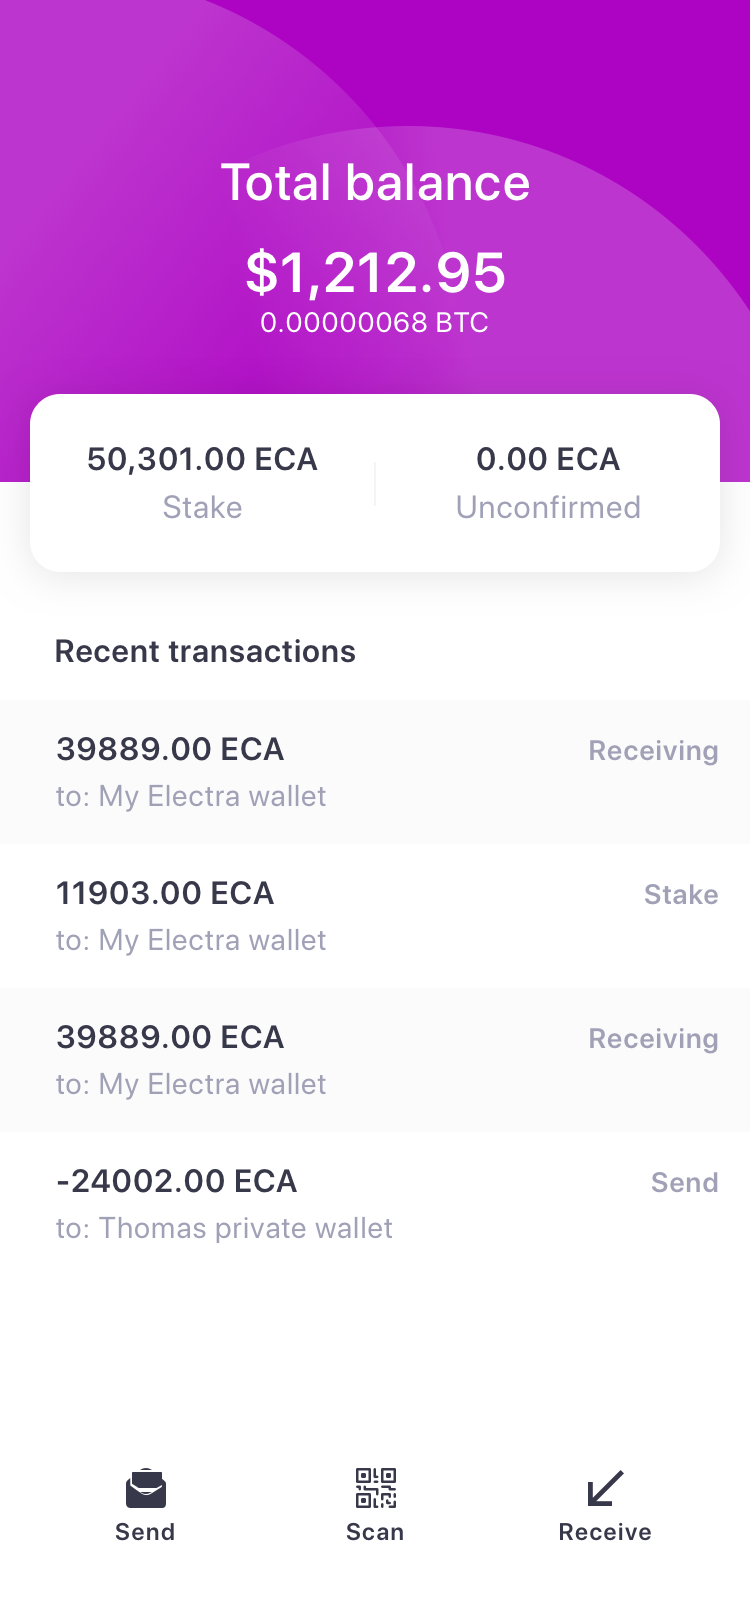 Total balance
$1,212.95
0.00000068 BTC
50,301.00 ECA
Stake
0.00 ECA
Unconfirmed
Recent transactions
39889.00 ECA
Receiving
to: My Electra wallet
11903.00 ECA
Stake
to: My Electra wallet
39889.00 ECA
Receiving
to: My Electra wallet
-24002.00 ECA
Send
to: Thomas private wallet
Send
Scan
Receive